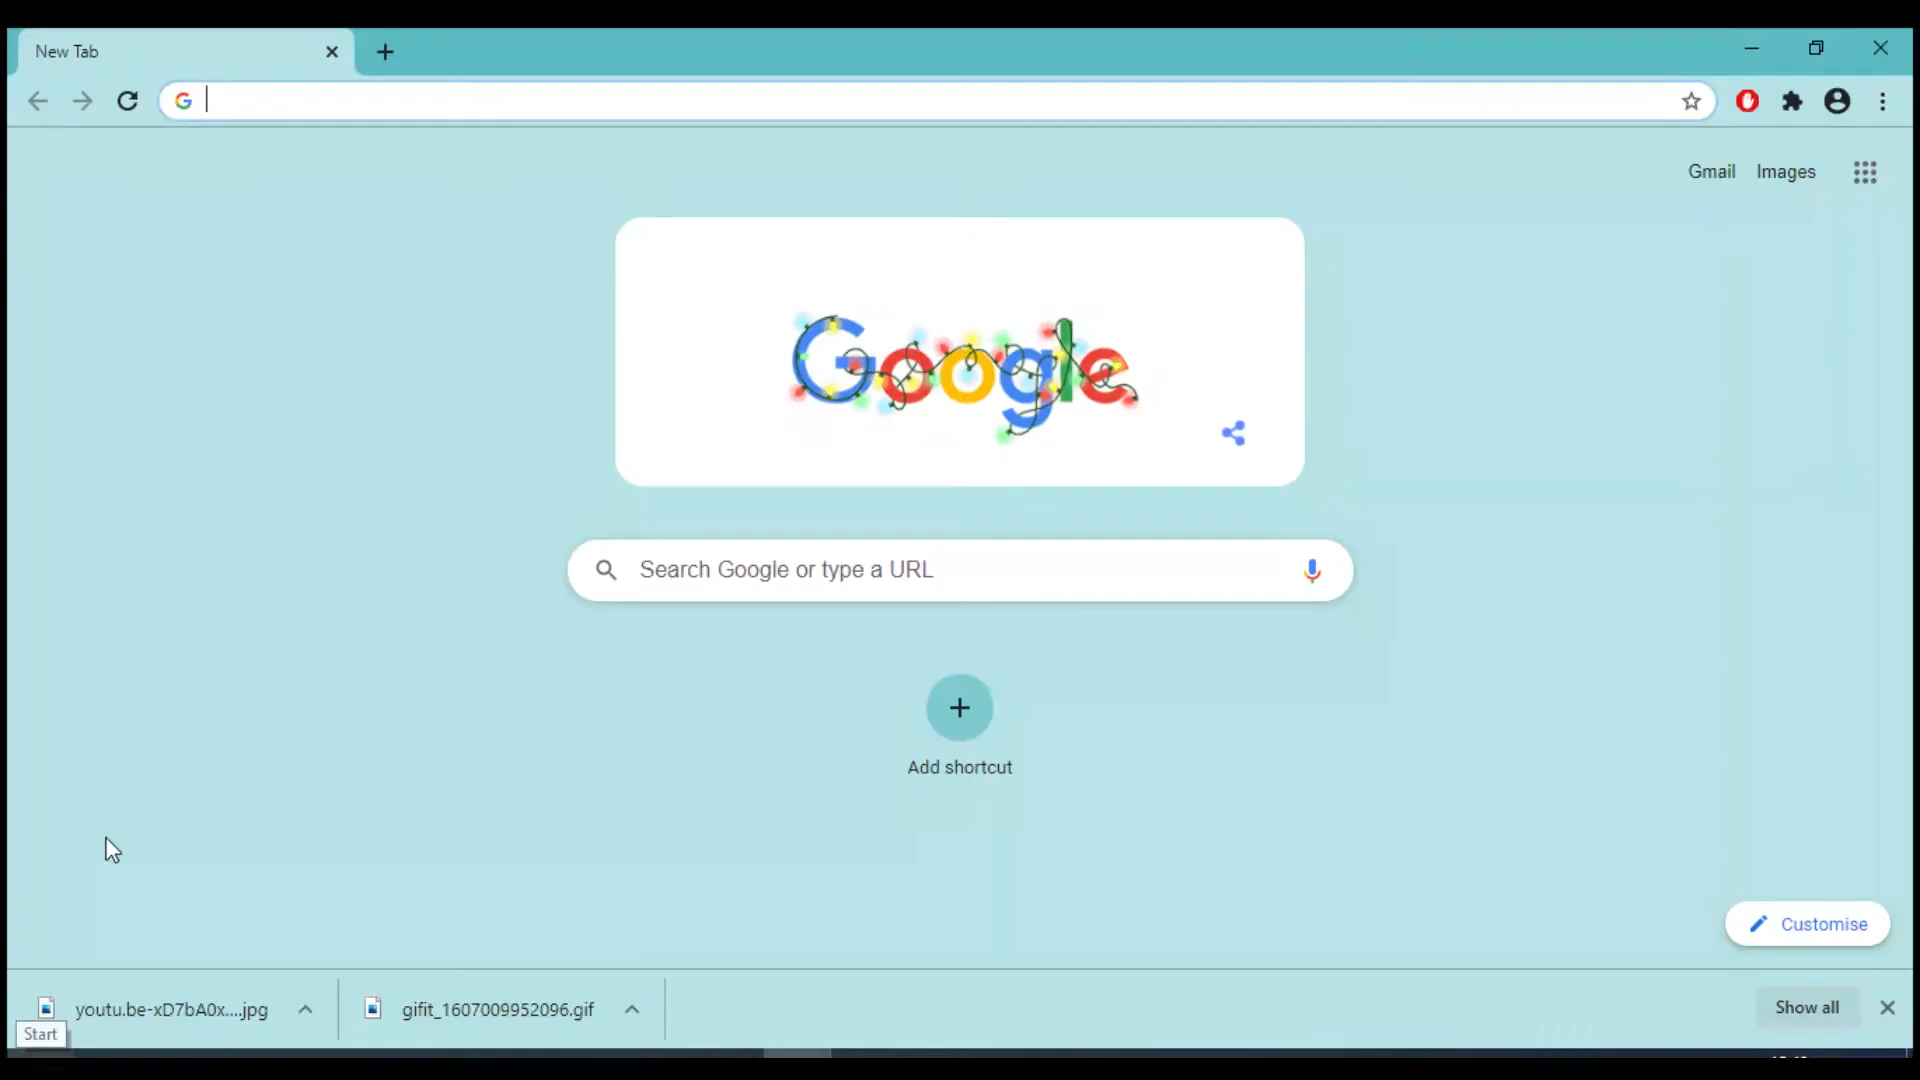 New Tab
Gmail Images
Google
Search Google or type a URL
Add shortcut
Customise
youtu.be-xD7bA0x....jpg
gifit_1607009952096.gif
Show all
Start